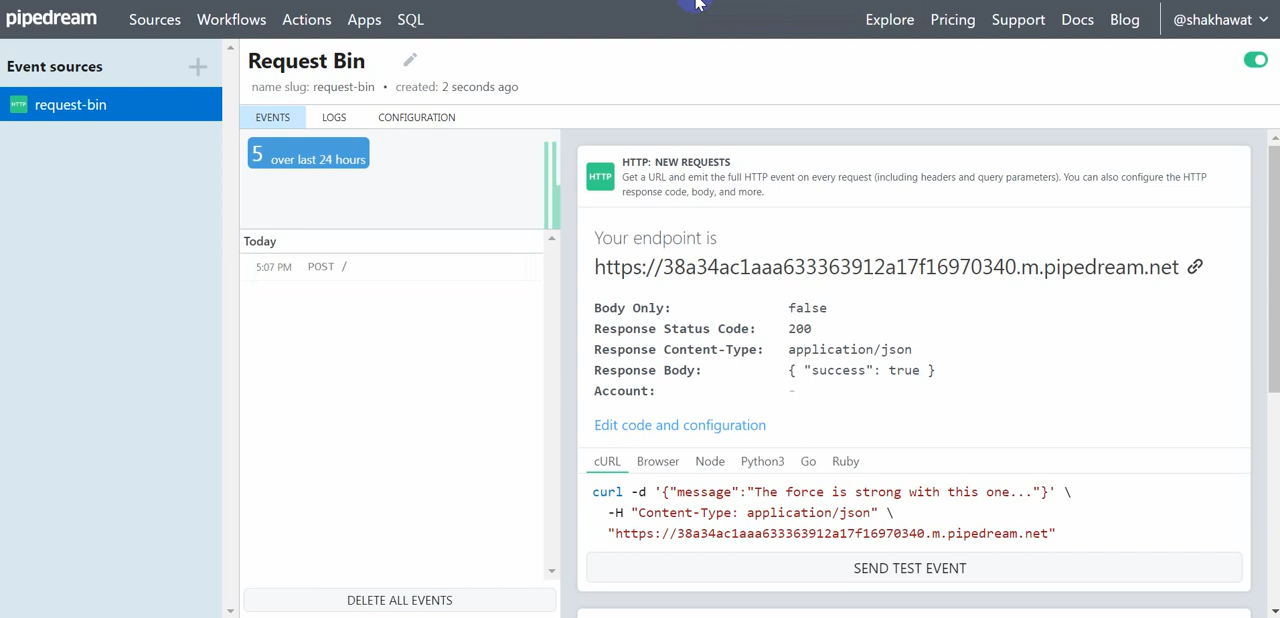 pipedream Sources Workflows Actions Apps SQL Explore Pricing Support Docs Blog @shakhawat
Event sources
HTTP request-bin
Request Bin
name slug: request-bin • created: 2 seconds ago
EVENTS LOGS CONFIGURATION
5 over last 24 hours
Today
5:07 PM POST /
DELETE ALL EVENTS
HTTP
HTTP: NEW REQUESTS
Get a URL and emit the full HTTP event on every request (including headers and query parameters). You can also configure the HTTP
response code, body, and more.
Your endpoint is
https://38a34ac1aaa633363912a17f16970340.m.pipedream.net
Body Only: false
Response Status Code: 200
Response Content-Type: application/json
Response Body: { "success": true }
Account: -
Edit code and configuration
cURL Browser Node Python3 Go Ruby
curl -d '{"message":"The force is strong with this one..."}' \
-H "Content-Type: application/json" \
"https://38a34ac1aaa633363912a17f16970340.m.pipedream.net"
SEND TEST EVENT